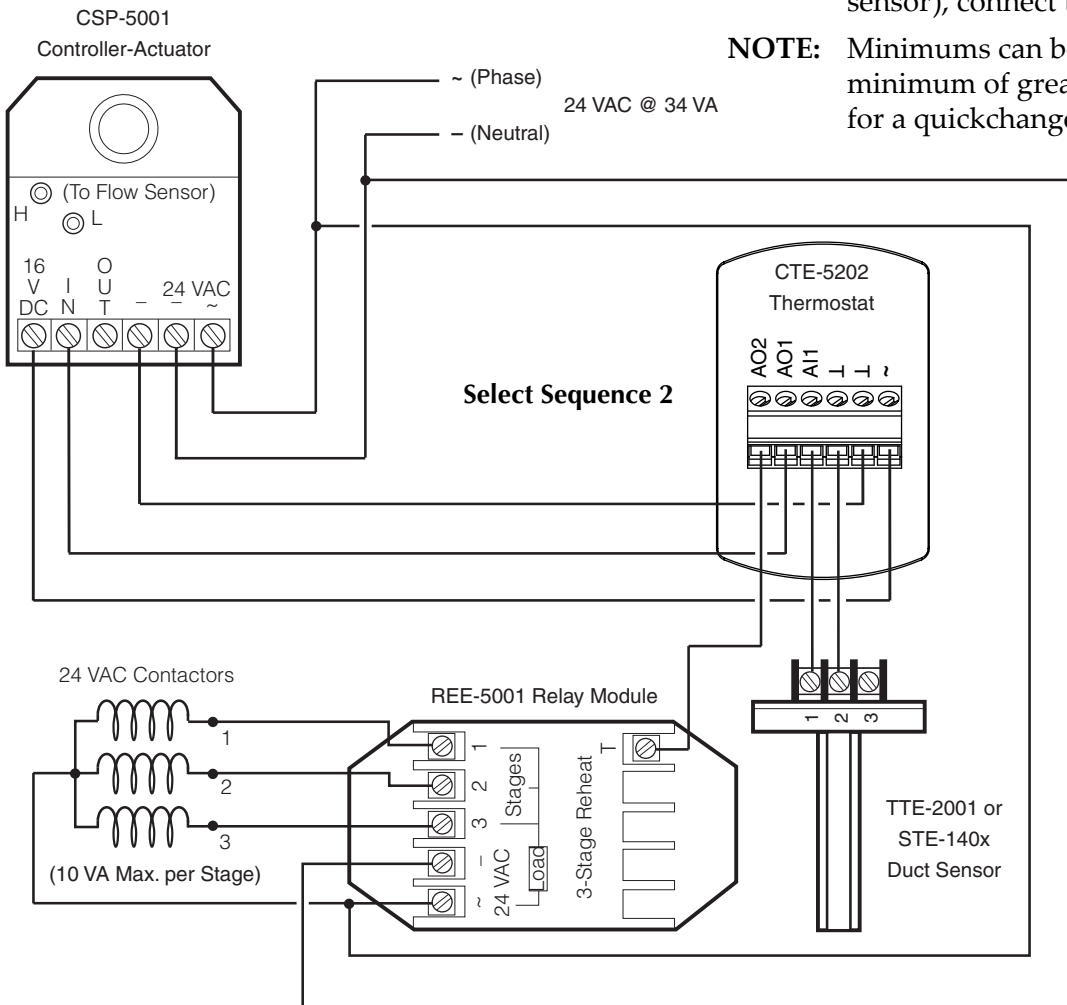 CSP-5001
Controller-Actuator
sensor), connect
NOTE: Minimums can
minimum of
for a
~ (Phase)
24 VAC @ 34 VA
– (Neutral)
(To Flow Sensor)
H
L
16 V DC
IN
OUT
–
24 VAC
– ~
CTE-5202
Thermostat
AO2
AO1
AI1
⊥
⊥
~
Select Sequence 2
24 VAC Contactors
1
2
3
(10 VA Max. per Stage)
REE-5001 Relay Module
1
2
3
–
~
Stages
24 VAC
Load
3-Stage Reheat
T
1
2
3
TTE-2001 or
STE-140x
Duct Sensor